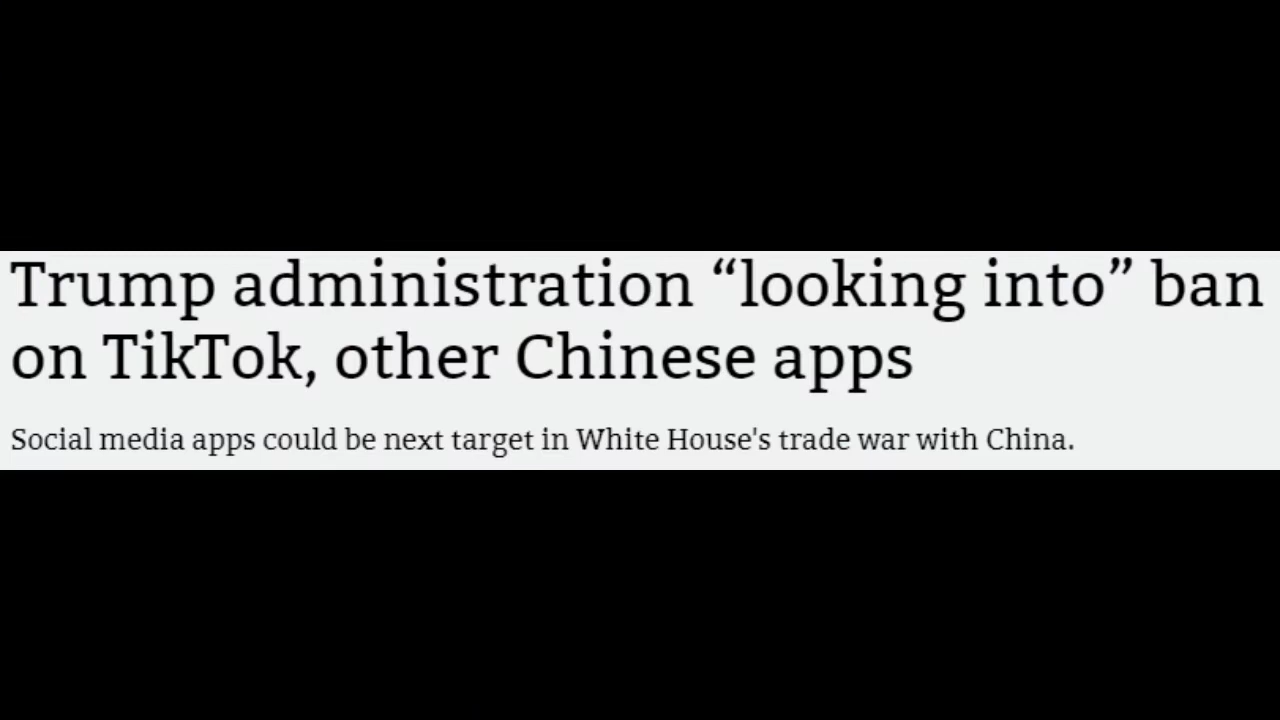 Trump administration “looking into” ban
on TikTok, other Chinese apps
Social media apps could be next target in White House's trade war with China.